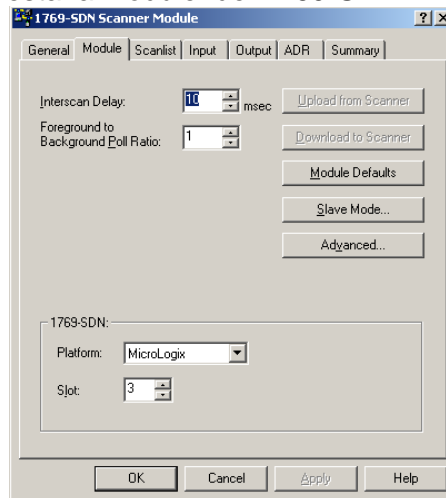 1769-SDN Scanner Module
General Module Scanlist Input Output ADR Summary
Interscan Delay: 10 msec Upload from Scanner
Foreground to
Background Poll Ratio: 1 Download to Scanner
Module Defaults
Slave Mode...
Advanced...
1769-SDN:
Platform: MicroLogix
Slot: 3
OK Cancel Apply Help